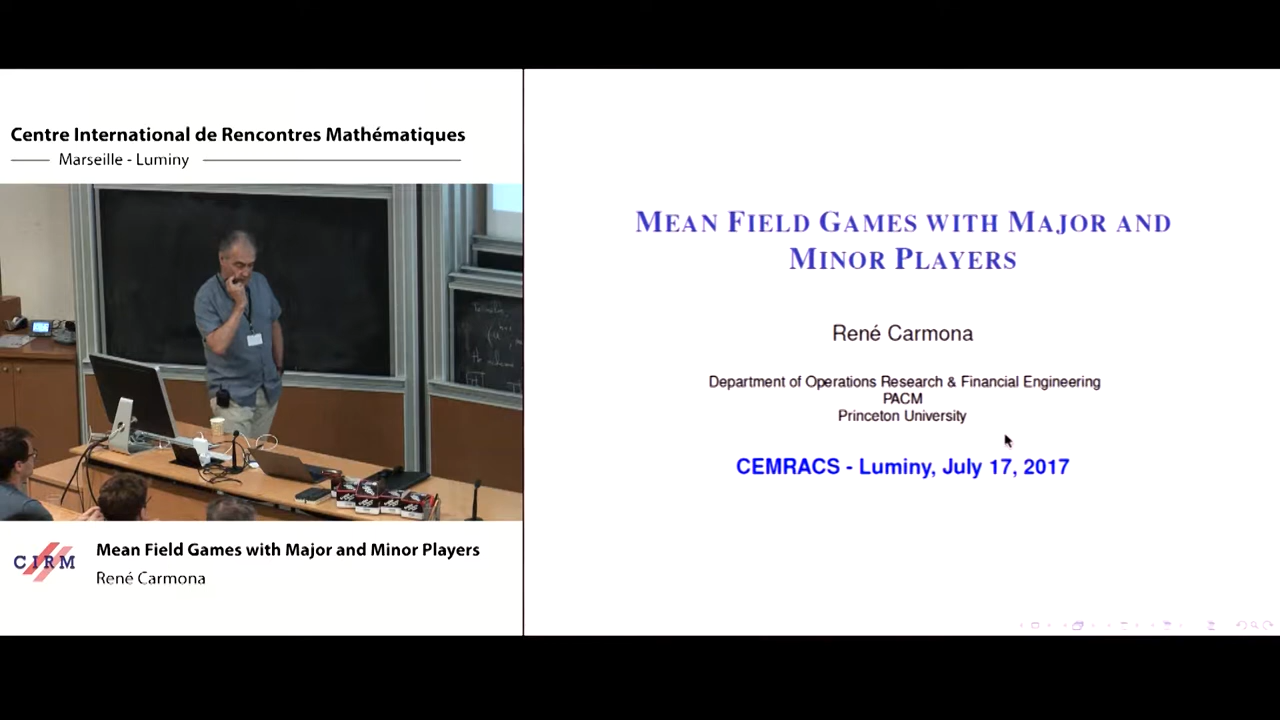 Centre International de Rencontres Mathématiques
Marseille - Luminy
MEAN FIELD GAMES WITH MAJOR AND
MINOR PLAYERS
René Carmona
Department of Operations Research & Financial Engineering
PACM
Princeton University
CEMRACS - Luminy, July 17, 2017
CIRM
Mean Field Games with Major and Minor Players
René Carmona